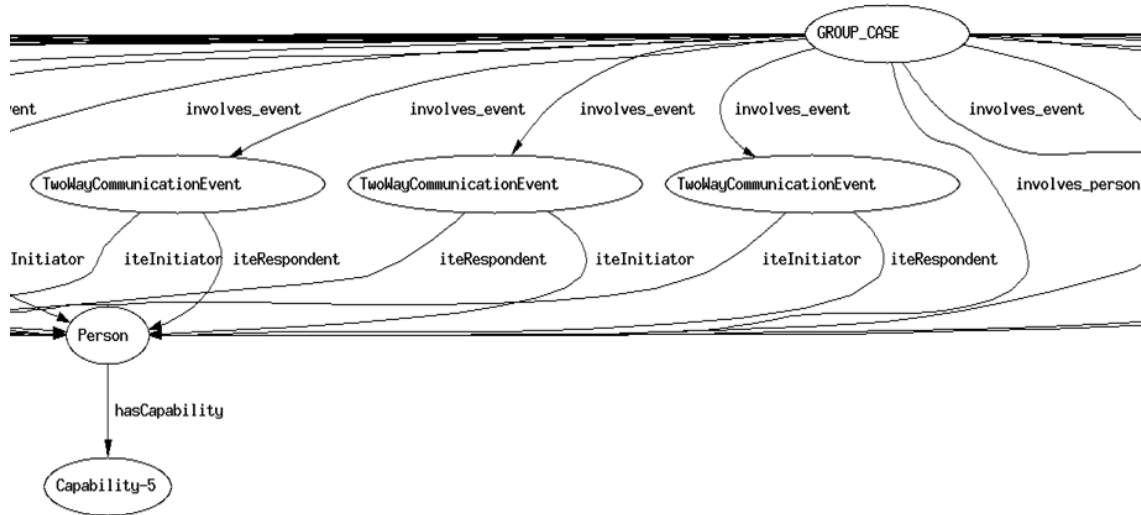 GROUP_CASE
vent involves_event involves_event involves_event involves_event involves_event
TwoWayCommunicationEvent TwoWayCommunicationEvent TwoWayCommunicationEvent
involves_person
Initiator iteInitiator iteRespondent iteRespondent iteInitiator iteInitiator iteRespondent
Person
hasCapability
Capability-5